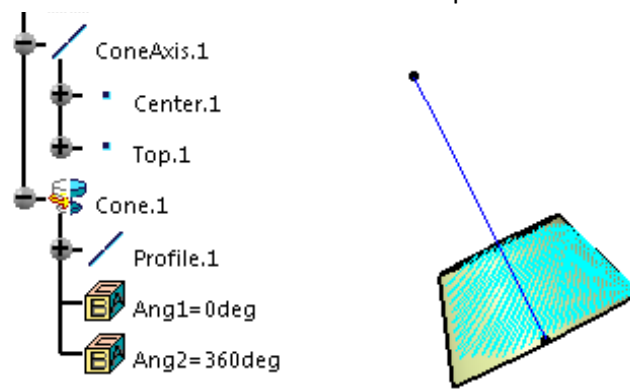 ConeAxis.1
Center.1
Top.1
Cone.1
Profile.1
Ang1=0deg
Ang2=360deg